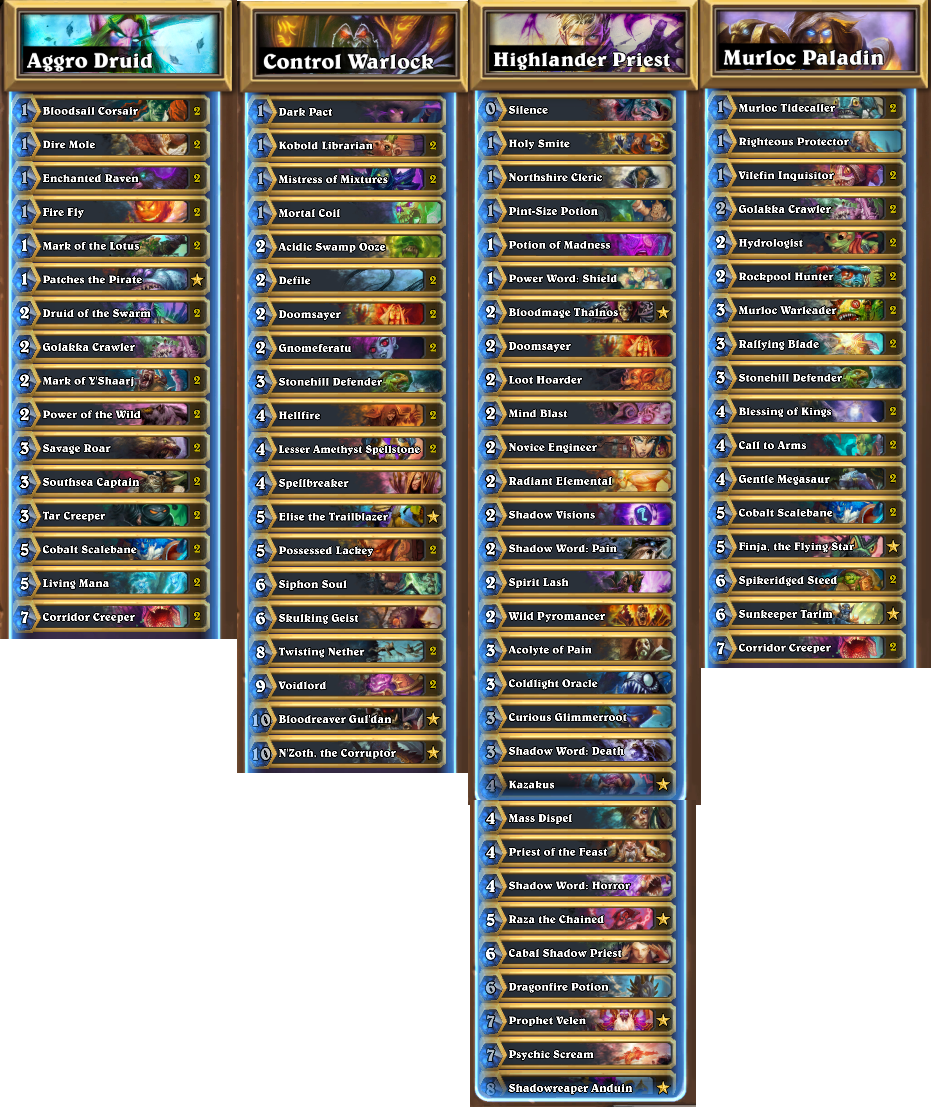 Aggro Druid
1 Bloodsail Corsair 2
1 Dire Mole 2
1 Enchanted Raven 2
1 Fire Fly 2
1 Mark of the Lotus 2
1 Patches the Pirate
2 Druid of the Swarm 2
2 Golakka Crawler
2 Mark of Y'Shaarj 2
2 Power of the Wild 2
3 Savage Roar 2
3 Southsea Captain 2
3 Tar Creeper 2
5 Cobalt Scalebane 2
5 Living Mana 2
7 Corridor Creeper 2
Control Warlock
1 Dark Pact
1 Kobold Librarian 2
1 Mistress of Mixtures 2
1 Mortal Coil
2 Acidic Swamp Ooze
2 Defile 2
2 Doomsayer 2
2 Gnomeferatu 2
3 Stonehill Defender
4 Hellfire 2
4 Lesser Amethyst Spellstone 2
4 Spellbreaker
5 Elise the Trailblazer
5 Possessed Lackey 2
6 Siphon Soul
6 Skulking Geist
8 Twisting Nether 2
9 Voidlord 2
10 Bloodreaver Gul'dan
10 N'Zoth, the Corruptor
Highlander Priest
0 Silence
1 Holy Smite
1 Northshire Cleric
1 Pint-Size Potion
1 Potion of Madness
1 Power Word: Shield
2 Bloodmage Thalnos
2 Doomsayer
2 Loot Hoarder
2 Mind Blast
2 Novice Engineer
2 Radiant Elemental
2 Shadow Visions
2 Shadow Word: Pain
2 Spirit Lash
2 Wild Pyromancer
3 Acolyte of Pain
3 Coldlight Oracle
3 Curious Glimmerroot
3 Shadow Word: Death
4 Kazakus
4 Mass Dispel
4 Priest of the Feast
4 Shadow Word: Horror
5 Raza the Chained
6 Cabal Shadow Priest
6 Dragonfire Potion
7 Prophet Velen
7 Psychic Scream
8 Shadowreaper Anduin
Murloc Paladin
1 Murloc Tidecaller 2
1 Righteous Protector
1 Vilefin Inquisitor 2
2 Golakka Crawler 2
2 Hydrologist 2
2 Rockpool Hunter 2
3 Murloc Warleader 2
3 Rallying Blade 2
3 Stonehill Defender 2
4 Blessing of Kings 2
4 Call to Arms 2
4 Gentle Megasaur 2
5 Cobalt Scalebane 2
5 Finja, the Flying Star
6 Spikeridged Steed 2
6 Sunkeeper Tarim
7 Corridor Creeper 2